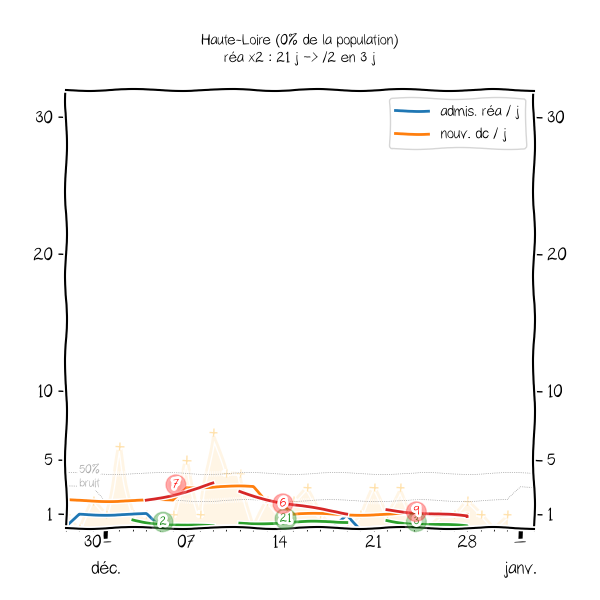 Haute-Loire (0% de la population)
réa x2 : 21 j -> /2 en 3 j
admis. réa / j
nouv. dc / j
30 30
20 20
10 10
5 5
1 1
50%
bruit
7
6
9
2
21
3
30 07 14 21 28
déc. janv.